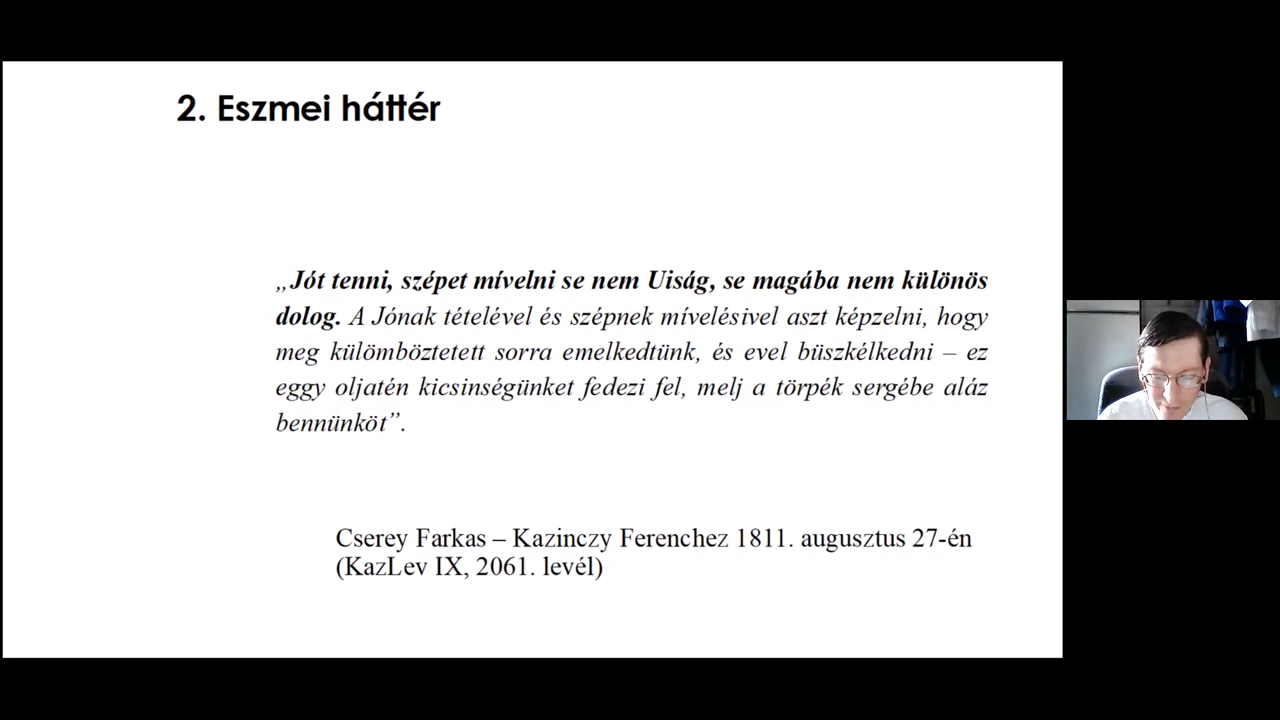 2. Eszmei háttér
„Jót tenni, szépet mívelni se nem Uiság, se magába nem különös
dolog. A Jónak tételével és szépnek mívelésivel aszt képzelni, hogy
meg külömböztetett sorra emelkedtünk, és evel büszkélkedni – ez
eggy oljatén kicsinségünket fedezi fel, melj a törpék sergébe aláz
bennünköt”.
Cserey Farkas – Kazinczy Ferenchez 1811. augusztus 27-én
(KazLev IX, 2061. levél)